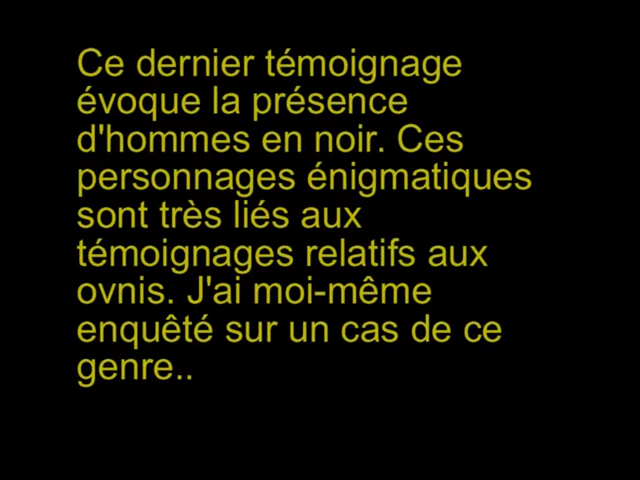 Ce dernier témoignage
évoque la présence
d'hommes en noir. Ces
personnages énigmatiques
sont très liés aux
témoignages relatifs aux
ovnis. J'ai moi-même
enquêté sur un cas de ce
genre..